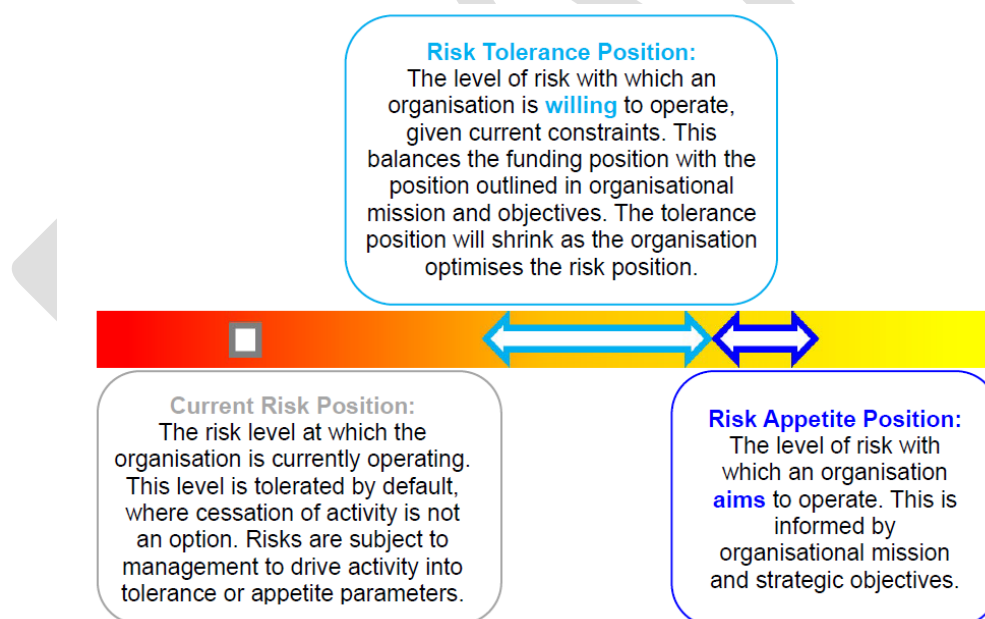 Risk Tolerance Position:
The level of risk with which an
organisation is willing to operate,
given current constraints. This
balances the funding position with the
position outlined in organisational
mission and objectives. The tolerance
position will shrink as the organisation
optimises the risk position.
Current Risk Position:
The risk level at which the
organisation is currently operating.
This level is tolerated by default,
where cessation of activity is not
an option. Risks are subject to
management to drive activity into
tolerance or appetite parameters.
Risk Appetite Position:
The level of risk with
which an organisation
aims to operate. This is
informed by
organisational mission
and strategic objectives.